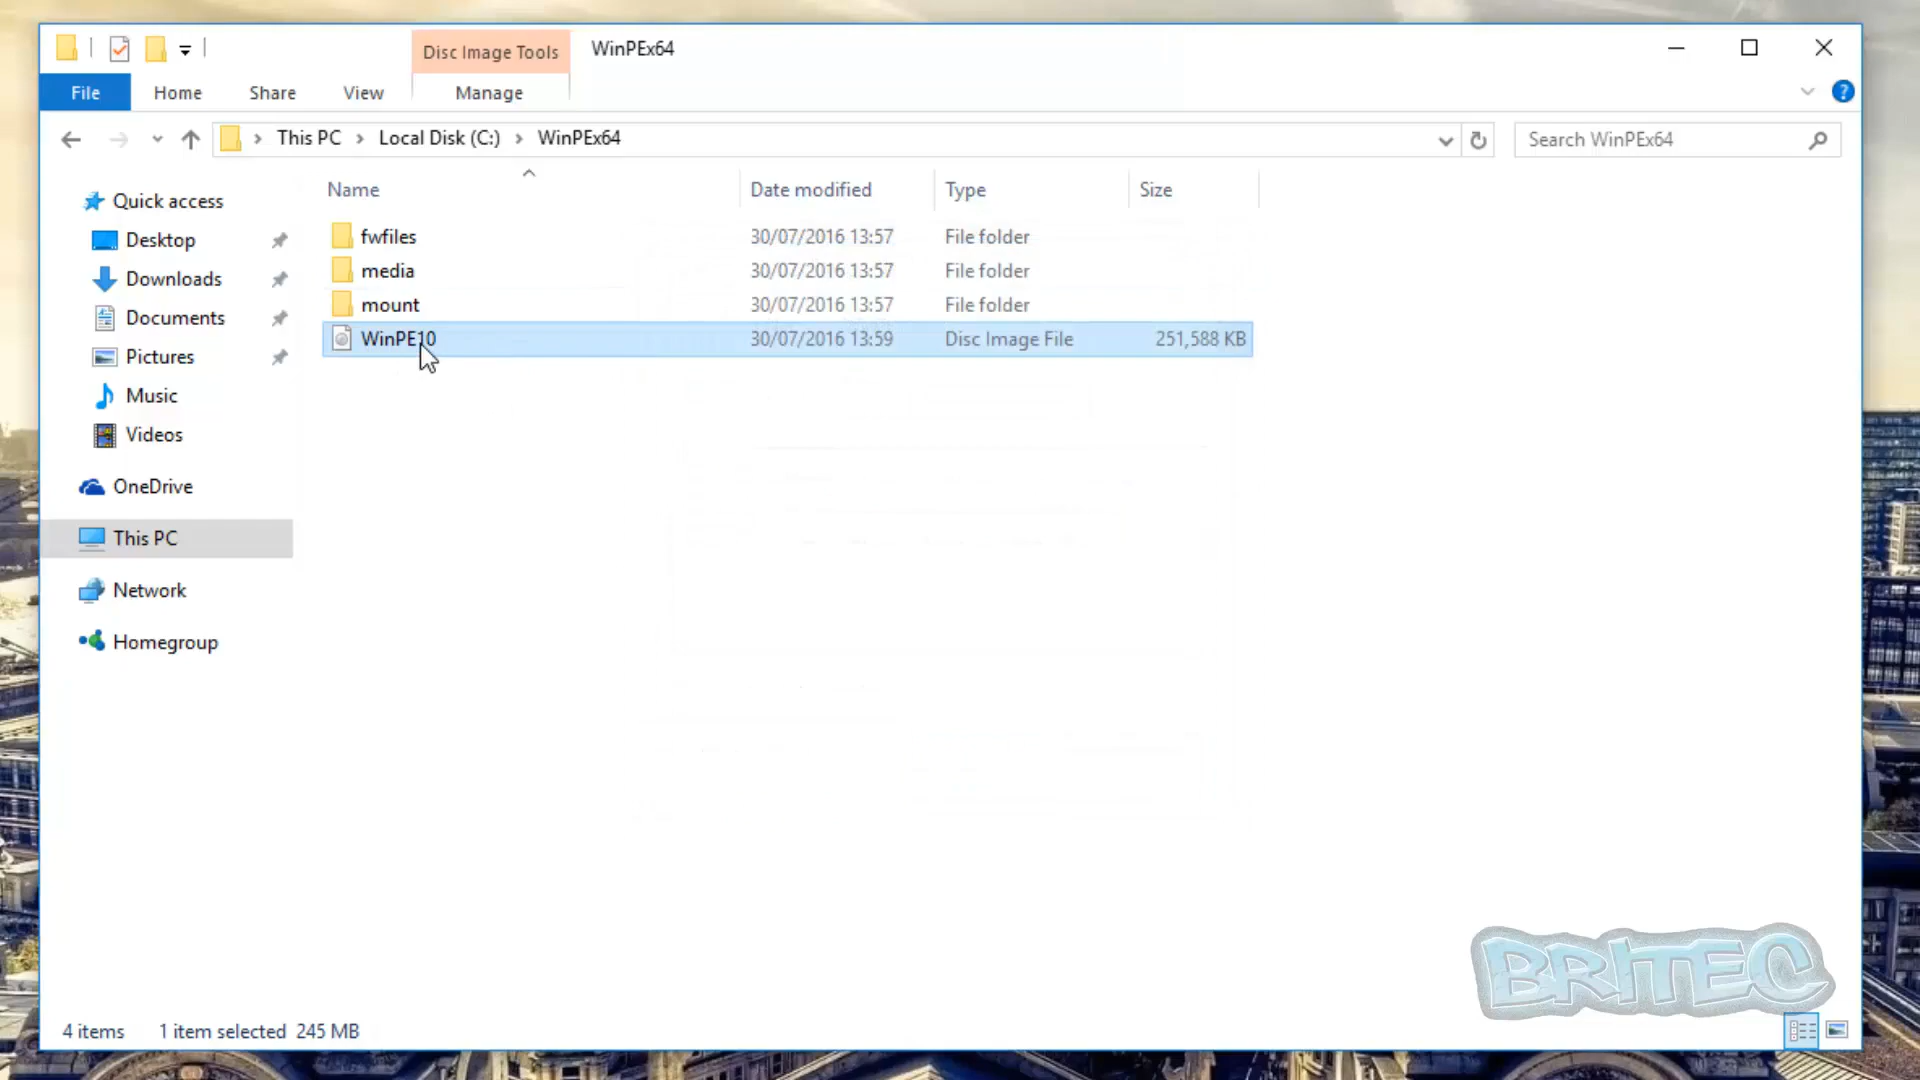 Disc Image Tools
WinPEx64
File
Home
Share
View
Manage
?
This PC
Local Disk (C:)
WinPEx64
Search WinPEx64
Name
Date modified
Type
Size
Quick access
Desktop
Downloads
Documents
Pictures
Music
Videos
OneDrive
This PC
Network
Homegroup
fwfiles 30/07/2016 13:57 File folder
media 30/07/2016 13:57 File folder
mount 30/07/2016 13:57 File folder
WinPE10 30/07/2016 13:59 Disc Image File 251,588 KB
BRITEC
4 items 1 item selected 245 MB